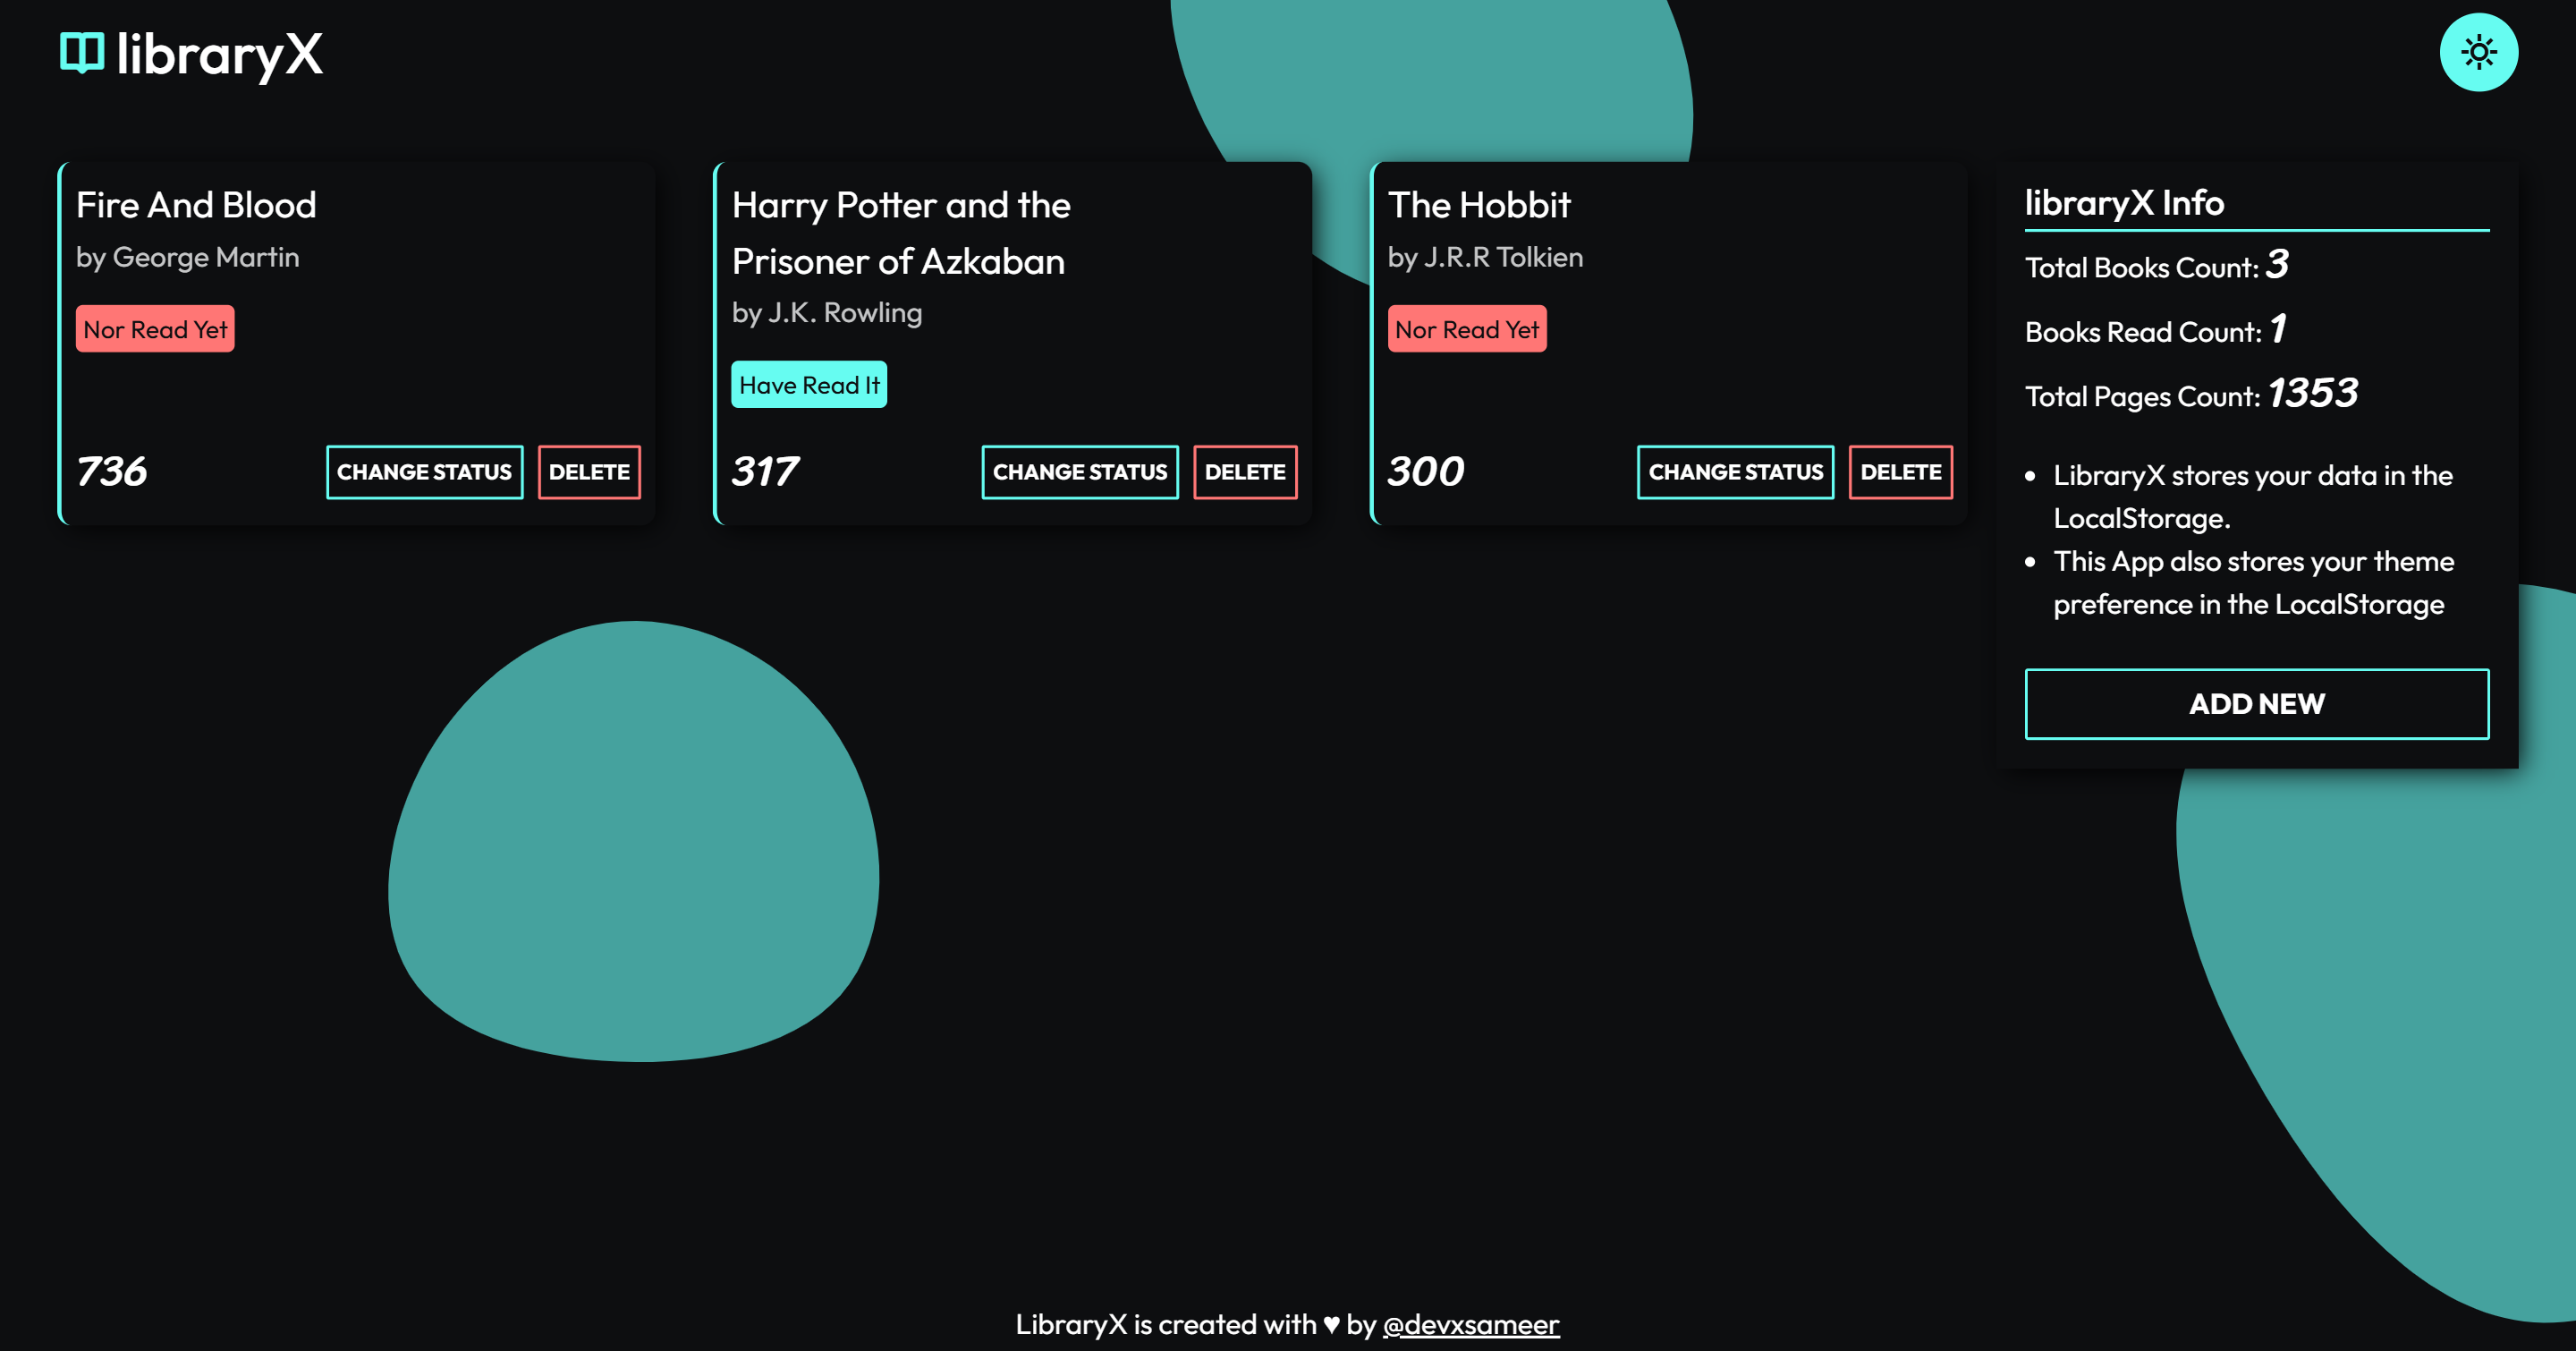 libraryX
Fire And Blood
by George Martin
Nor Read Yet
736
CHANGE STATUS
DELETE
Harry Potter and the
Prisoner of Azkaban
by J.K. Rowling
Have Read It
317
CHANGE STATUS
DELETE
The Hobbit
by J.R.R Tolkien
Nor Read Yet
300
CHANGE STATUS
DELETE
libraryX Info
Total Books Count: 3
Books Read Count: 1
Total Pages Count: 1353
• LibraryX stores your data in the
LocalStorage.
• This App also stores your theme
preference in the LocalStorage
ADD NEW
LibraryX is created with ♥ by @devxsameer